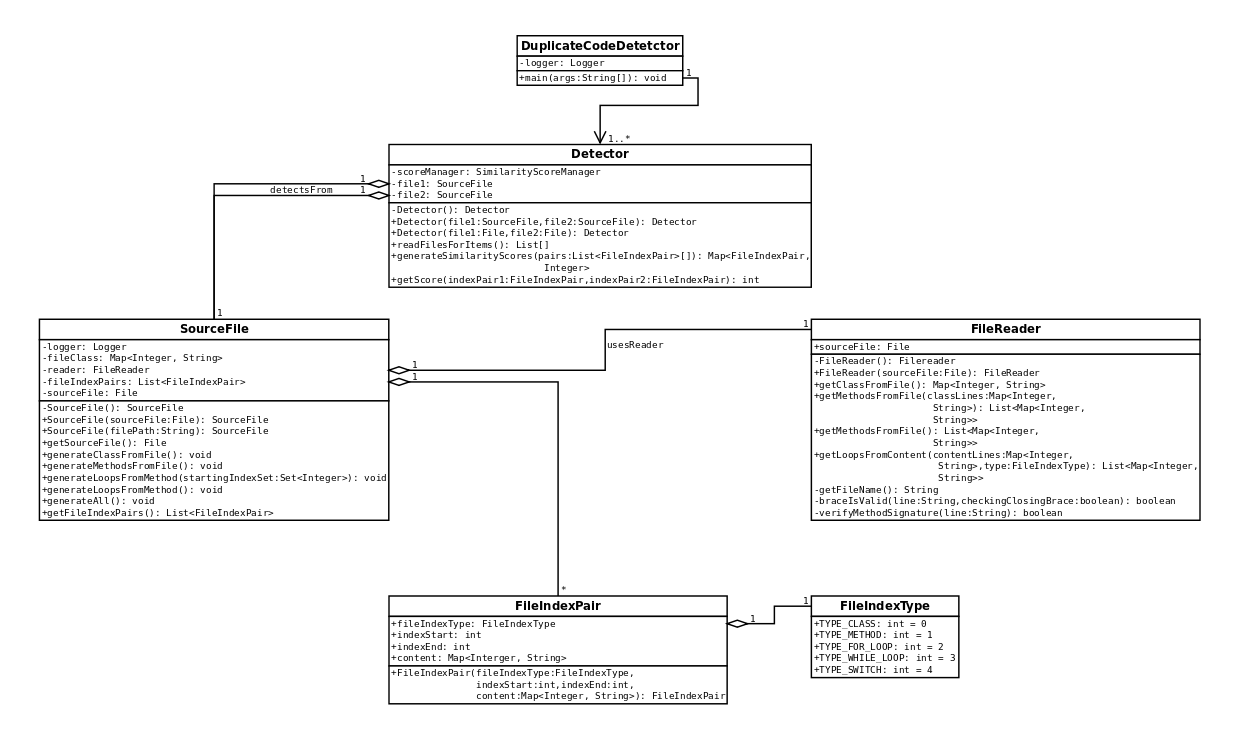 DuplicateCodeDetetctor
-logger: Logger
+main(args:String[]): void
1
1..*
Detector
-scoreManager: SimilarityScoreManager
-file1: SourceFile
-file2: SourceFile
-Detector(): Detector
+Detector(file1:SourceFile,file2:SourceFile): Detector
+Detector(file1:File,file2:File): Detector
+readFilesForItems(): List[]
+generateSimilarityScores(pairs:List<FileIndexPair>[]): Map<FileIndexPair,
Integer>
+getScore(indexPair1:FileIndexPair,indexPair2:FileIndexPair): int
1
detectsFrom 1
1
SourceFile
-logger: Logger
-fileClass: Map<Integer, String>
-reader: FileReader
-fileIndexPairs: List<FileIndexPair>
-sourceFile: File
-SourceFile(): SourceFile
+SourceFile(sourceFile:File): SourceFile
+SourceFile(filePath:String): SourceFile
+getSourceFile(): File
+generateClassFromFile(): void
+generateMethodsFromFile(): void
+generateLoopsFromMethod(startingIndexSet:Set<Integer>): void
+generateLoopsFromMethod(): void
+generateAll(): void
+getFileIndexPairs(): List<FileIndexPair>
1
usesReader
1
1
*
FileReader
+sourceFile: File
-FileReader(): Filereader
+FileReader(sourceFile:File): FileReader
+getClassFromFile(): Map<Integer, String>
+getMethodsFromFile(classLines:Map<Integer,
String>): List<Map<Integer,
String>>
+getMethodsFromFile(): List<Map<Integer,
String>>
+getLoopsFromContent(contentLines:Map<Integer,
String>,type:FileIndexType): List<Map<Integer,
String>>
-getFileName(): String
-braceIsValid(line:String,checkingClosingBrace:boolean): boolean
-verifyMethodSignature(line:String): boolean
FileIndexPair
+fileIndexType: FileIndexType
+indexStart: int
+indexEnd: int
+content: Map<Interger, String>
+FileIndexPair(fileIndexType:FileIndexType,
indexStart:int,indexEnd:int,
content:Map<Integer, String>): FileIndexPair
1
1
FileIndexType
+TYPE_CLASS: int = 0
+TYPE_METHOD: int = 1
+TYPE_FOR_LOOP: int = 2
+TYPE_WHILE_LOOP: int = 3
+TYPE_SWITCH: int = 4